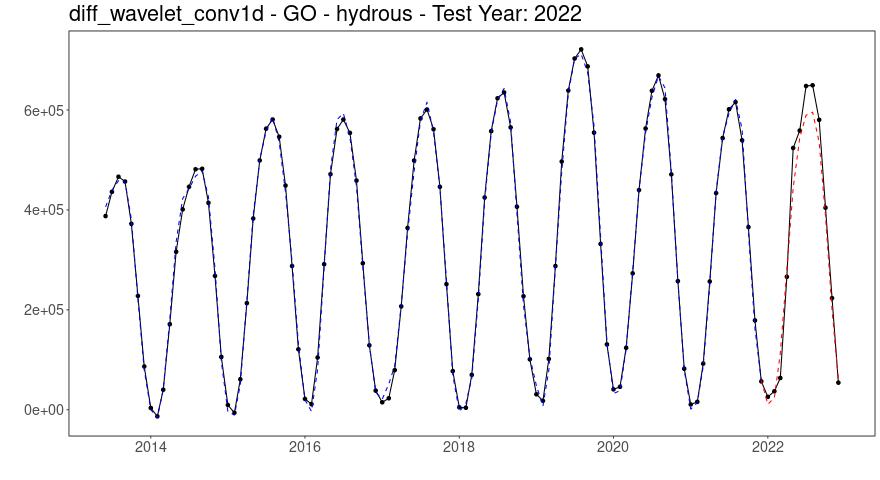 diff_wavelet_conv1d - GO - hydrous - Test Year: 2022
6e+05
4e+05
2e+05
0e+00
2014 2016 2018 2020 2022